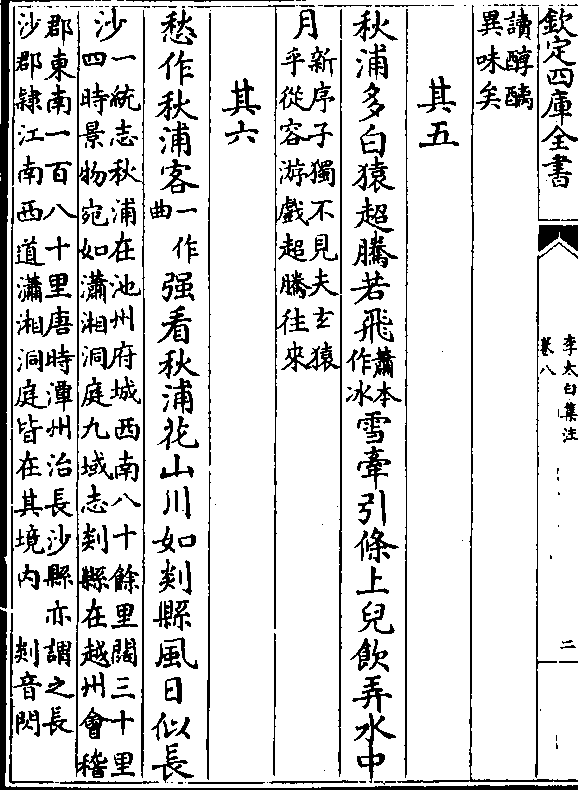 欽定四庫全書
李太白集注
卷八
二
讀醇酶
異味矣
其五
秋浦多白猿超騰若飛
蕭本
作冰
雪牽引條上兒飲弄水中
月
新序子獨不見夫玄猿
乎從容游戲超騰往來
其六
愁作秋浦客
一作
曲
强看秋浦花山川如剡縣風日似長
沙
一統志秋浦在池州府城西南八十餘里闊三十里
四時景物宛如瀟湘洞庭九域志剡縣在越州會稽
郡東南一百八十里唐時潭州治長沙縣亦謂之長
沙郡隷江南西道瀟湘洞庭皆在其境内 剡音閃